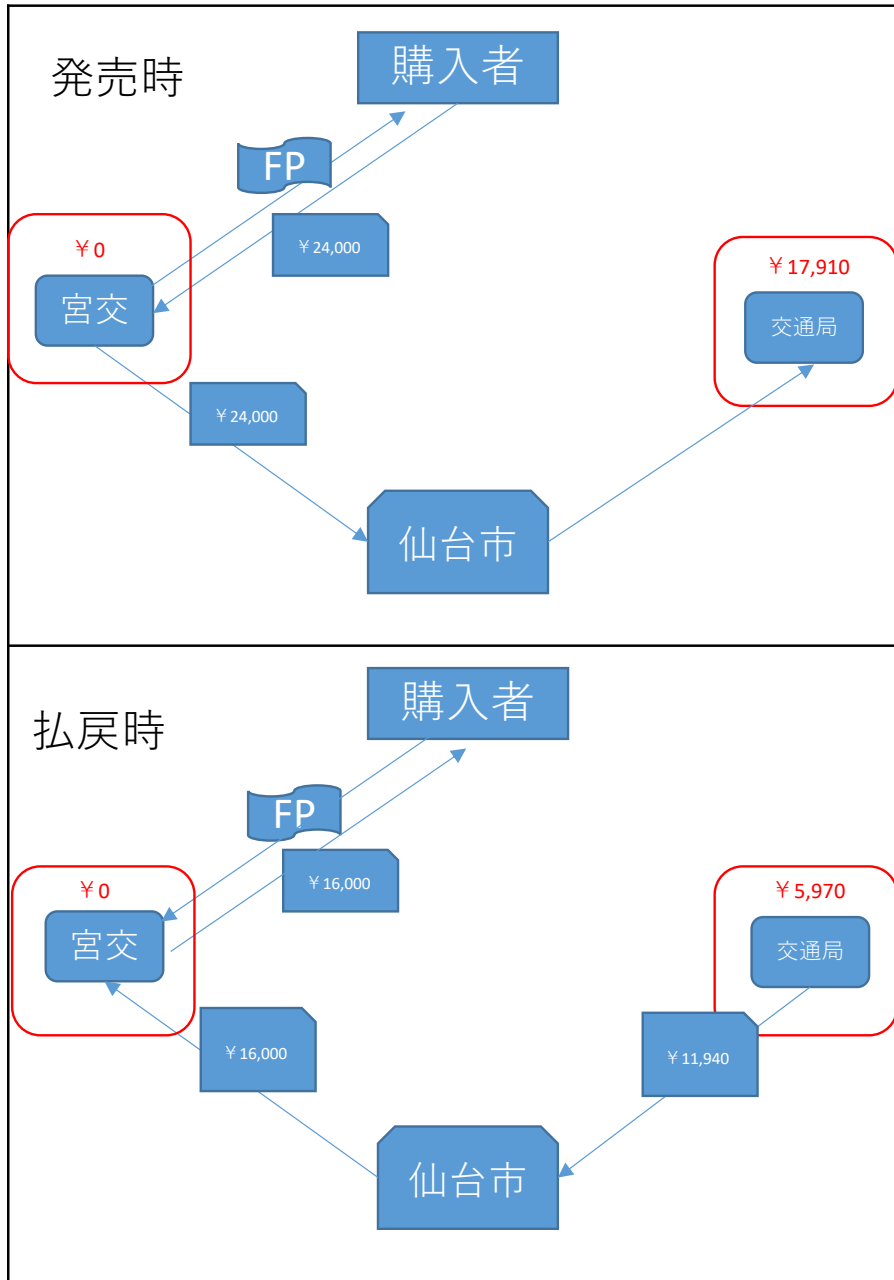 発売時
購入者
FP
￥24,000
￥0
宮交
￥17,910
交通局
￥24,000
仙台市
払戻時
購入者
FP
￥16,000
￥0
宮交
￥5,970
交通局
￥16,000
￥11,940
仙台市